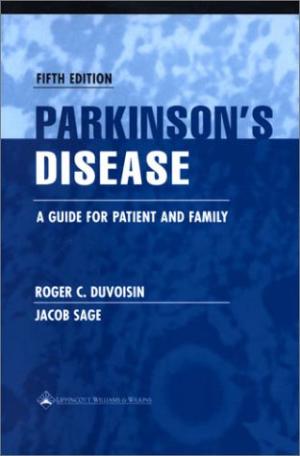 FIFTH EDITION
PARKINSON'S
DISEASE
A GUIDE FOR PATIENT AND FAMILY
ROGER C. DUVOISIN
JACOB SAGE
LIPPINCOTT WILLIAMS & WILKINS